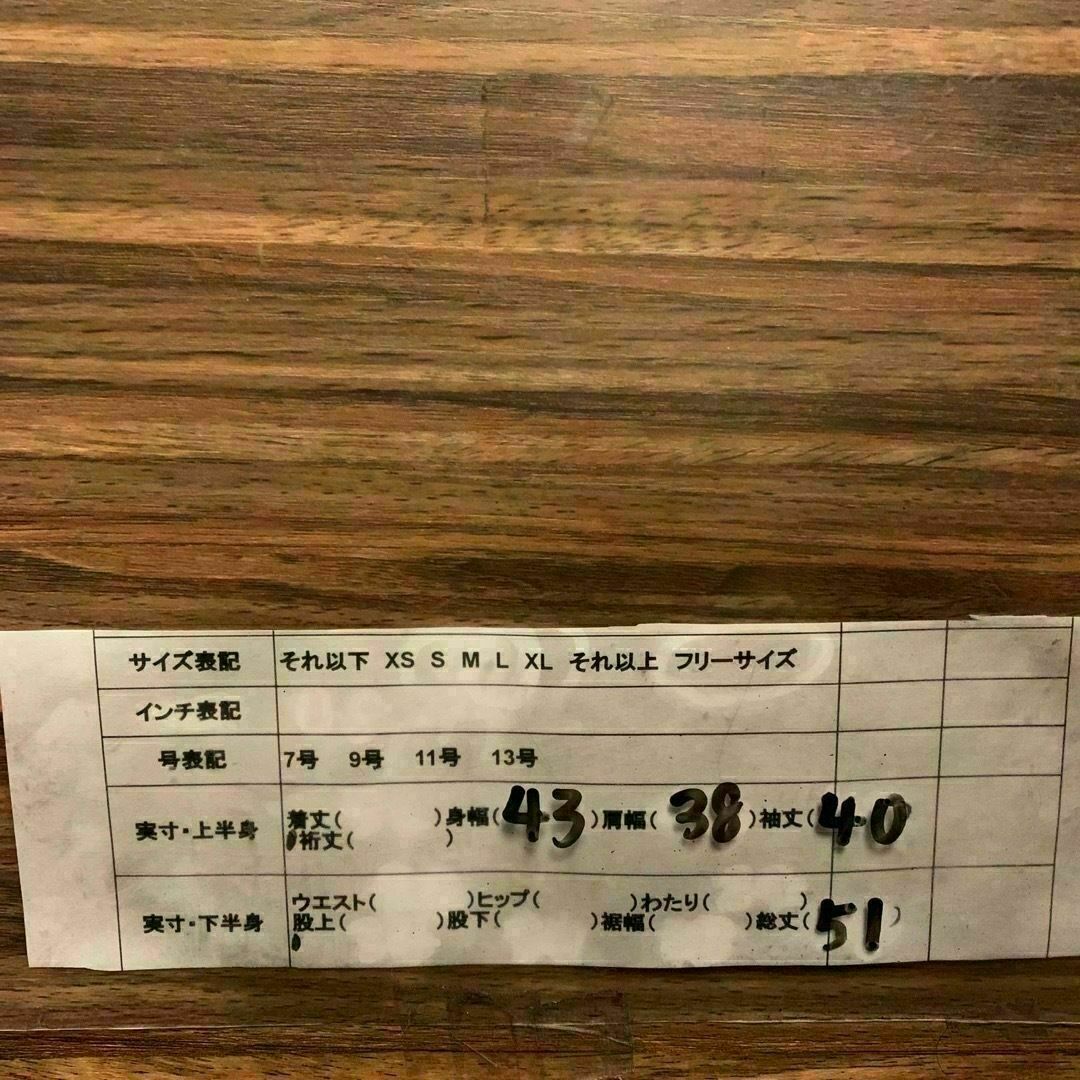 サイズ表記 それ以下 XS S M L XL それ以上 フリーサイズ
インチ表記
号表記 7号 9号 11号 13号
実寸・上半身 着丈( )身幅(43)肩幅(38)袖丈(40
裄丈( )
実寸・下半身 ウエスト( )ヒップ( )わたり( )
股上( )股下( )裾幅( )総丈(51)